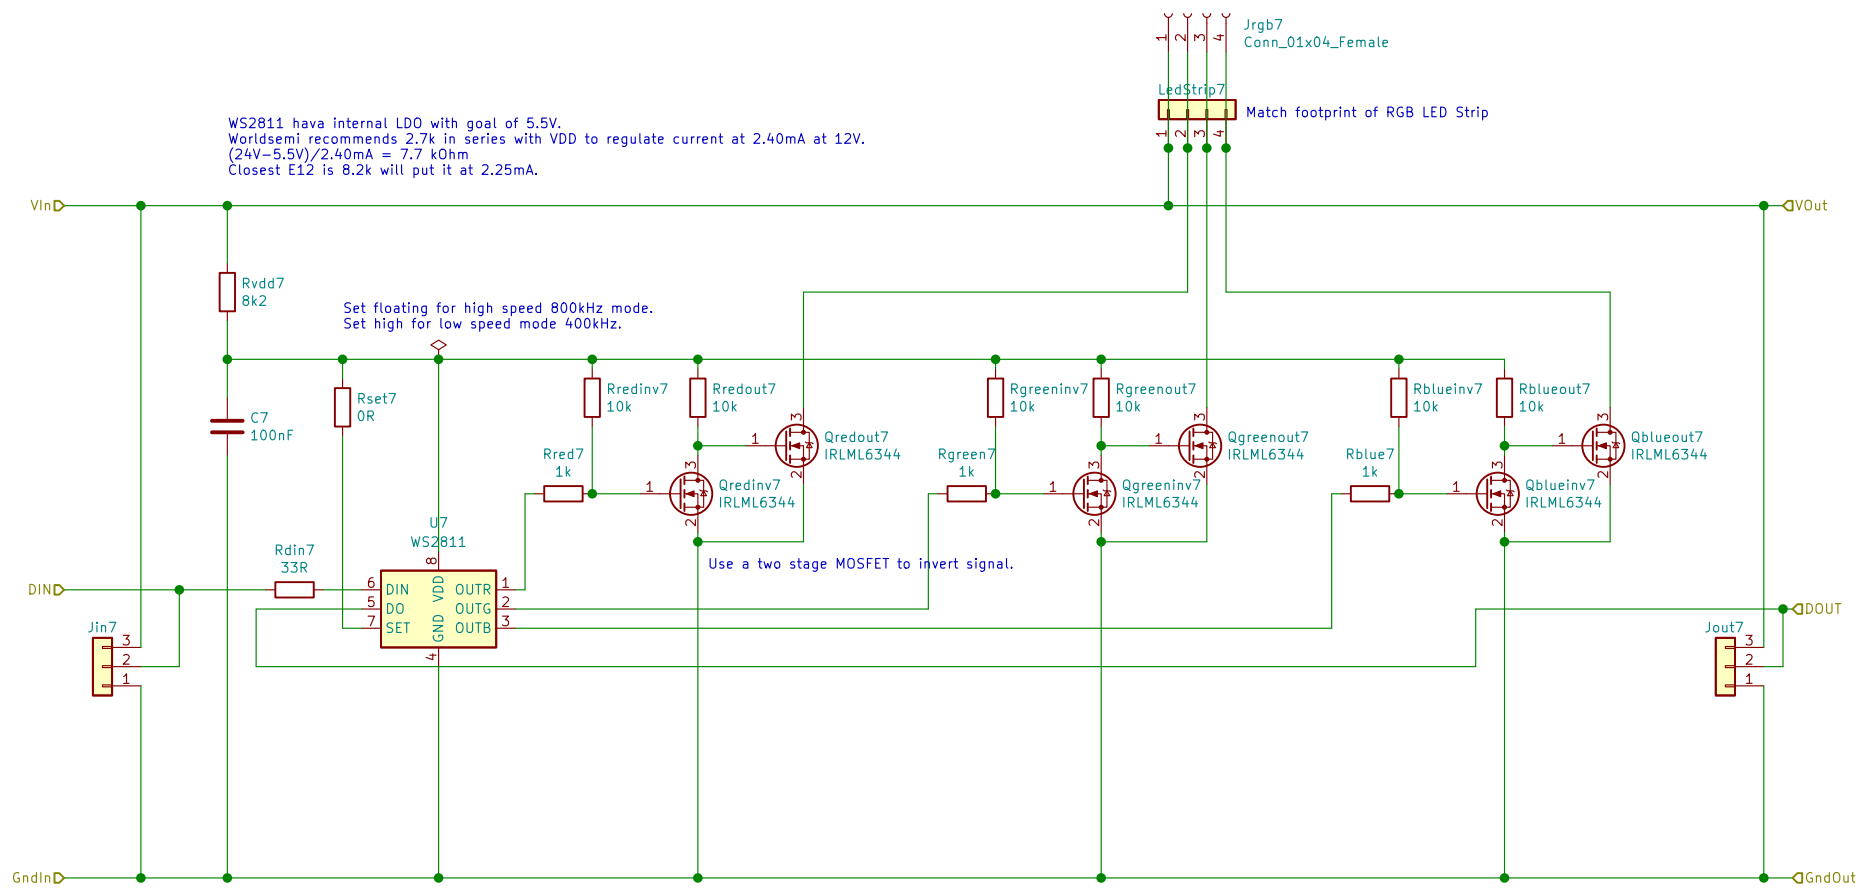 Jrgb7
Conn_01x04_Female
1
2
3
4
LedStrip7
Match footprint of RGB LED Strip
1
2
3
4
WS2811 hava internal LDO with goal of 5.5V.
Worldsemi recommends 2.7k in series with VDD to regulate current at 2.40mA at 12V.
(24V-5.5V)/2.40mA = 7.7 kOhm
Closest E12 is 8.2k will put it at 2.25mA.
VIn
VOut
Rvdd7
8k2
Set floating for high speed 800kHz mode.
Set high for low speed mode 400kHz.
Rset7
0R
C7
100nF
Rredinv7
10k
Rredout7
10k
Rgreeninv7
10k
Rgreenout7
10k
Rblueinv7
10k
Rblueout7
10k
3
1
2
Qredout7
IRLML6344
3
1
2
Qgreenout7
IRLML6344
3
1
2
Qblueout7
IRLML6344
Rred7
1k
3
1
2
Qredinv7
IRLML6344
Rgreen7
1k
3
1
2
Qgreeninv7
IRLML6344
Rblue7
1k
3
1
2
Qblueinv7
IRLML6344
Use a two stage MOSFET to invert signal.
U7
WS2811
8
VDD
6
DIN
5
DO
7
SET
GND
4
OUTR
1
OUTG
2
OUTB
3
Rdin7
33R
DIN
DOUT
Jin7
3
2
1
Jout7
3
2
1
GndIn
GndOut